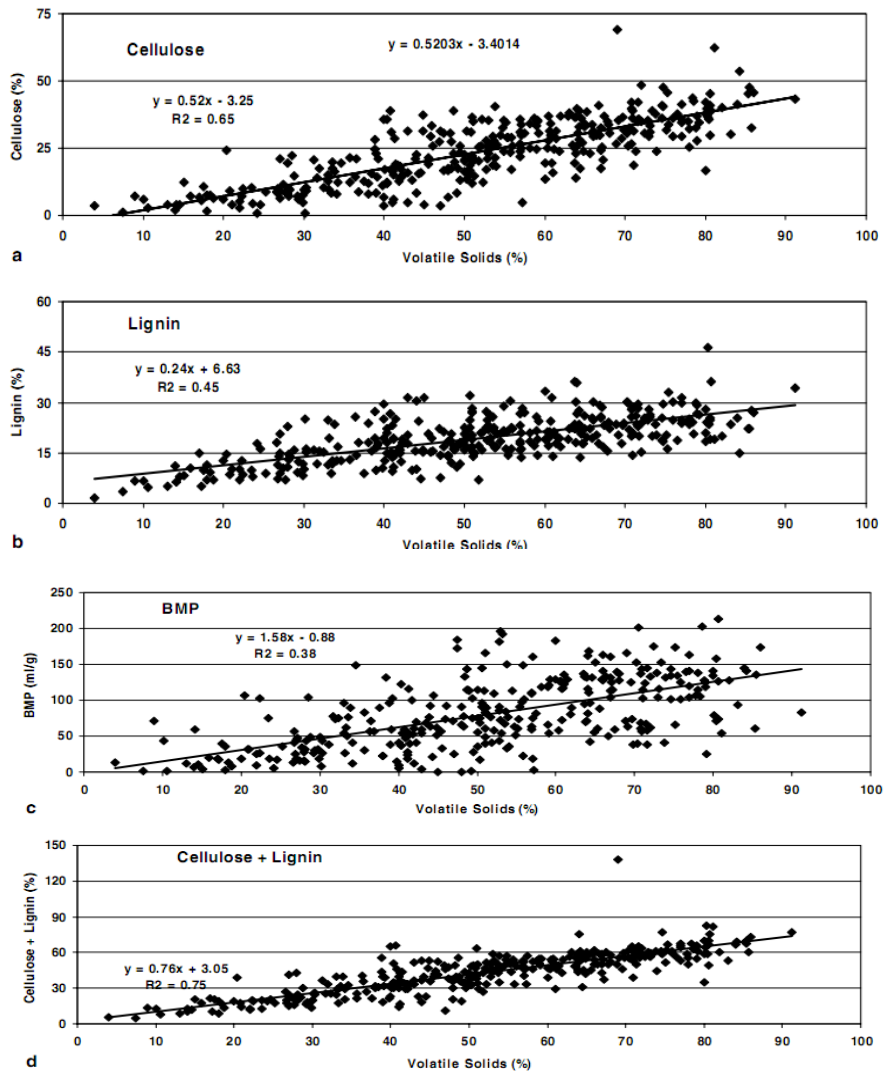 75
50
25
0
Cellulose (%)
Cellulose
y = 0.5203x - 3.4014
y = 0.52x - 3.25
R2 = 0.65
0 10 20 30 40 50 60 70 80 90 100
Volatile Solids (%)
a
60
45
30
15
0
Lignin (%)
Lignin
y = 0.24x + 6.63
R2 = 0.45
0 10 20 30 40 50 60 70 80 90 100
Volatile Solids (%)
b
250
200
150
100
50
0
BMP (ml/g)
BMP
y = 1.58x - 0.88
R2 = 0.38
0 10 20 30 40 50 60 70 80 90 100
Volatile Solids (%)
c
150
120
90
60
30
0
Cellulose + Lignin (%)
Cellulose + Lignin
y = 0.76x + 3.05
R2 = 0.75
0 10 20 30 40 50 60 70 80 90 100
Volatile Solids (%)
d